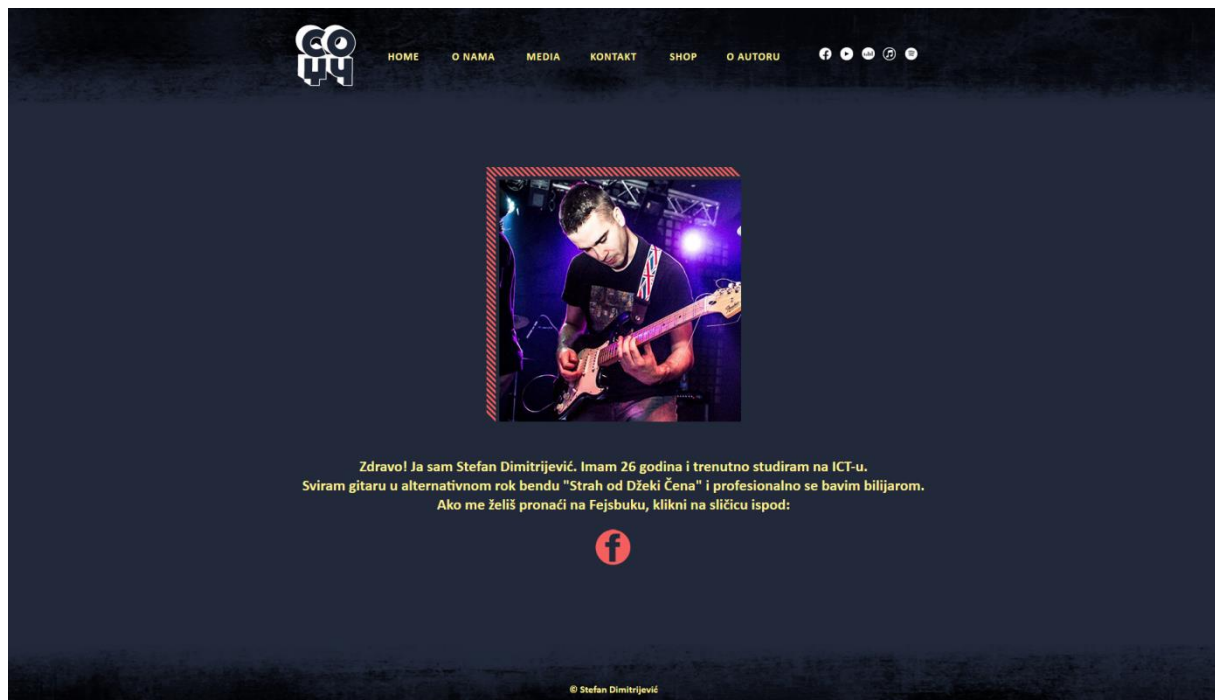 HOME O NAMA MEDIA KONTAKT SHOP O AUTORU
Zdravo! Ja sam Stefan Dimitrijević. Imam 26 godina i trenutno studiram na ICT-u.
Sviram gitaru u alternativnom rok bendu "Strah od Džeki Čena" i profesionalno se bavim bilijarom.
Ako me želiš pronaći na Fejsbuku, klikni na sličicu ispod:
© Stefan Dimitrijević